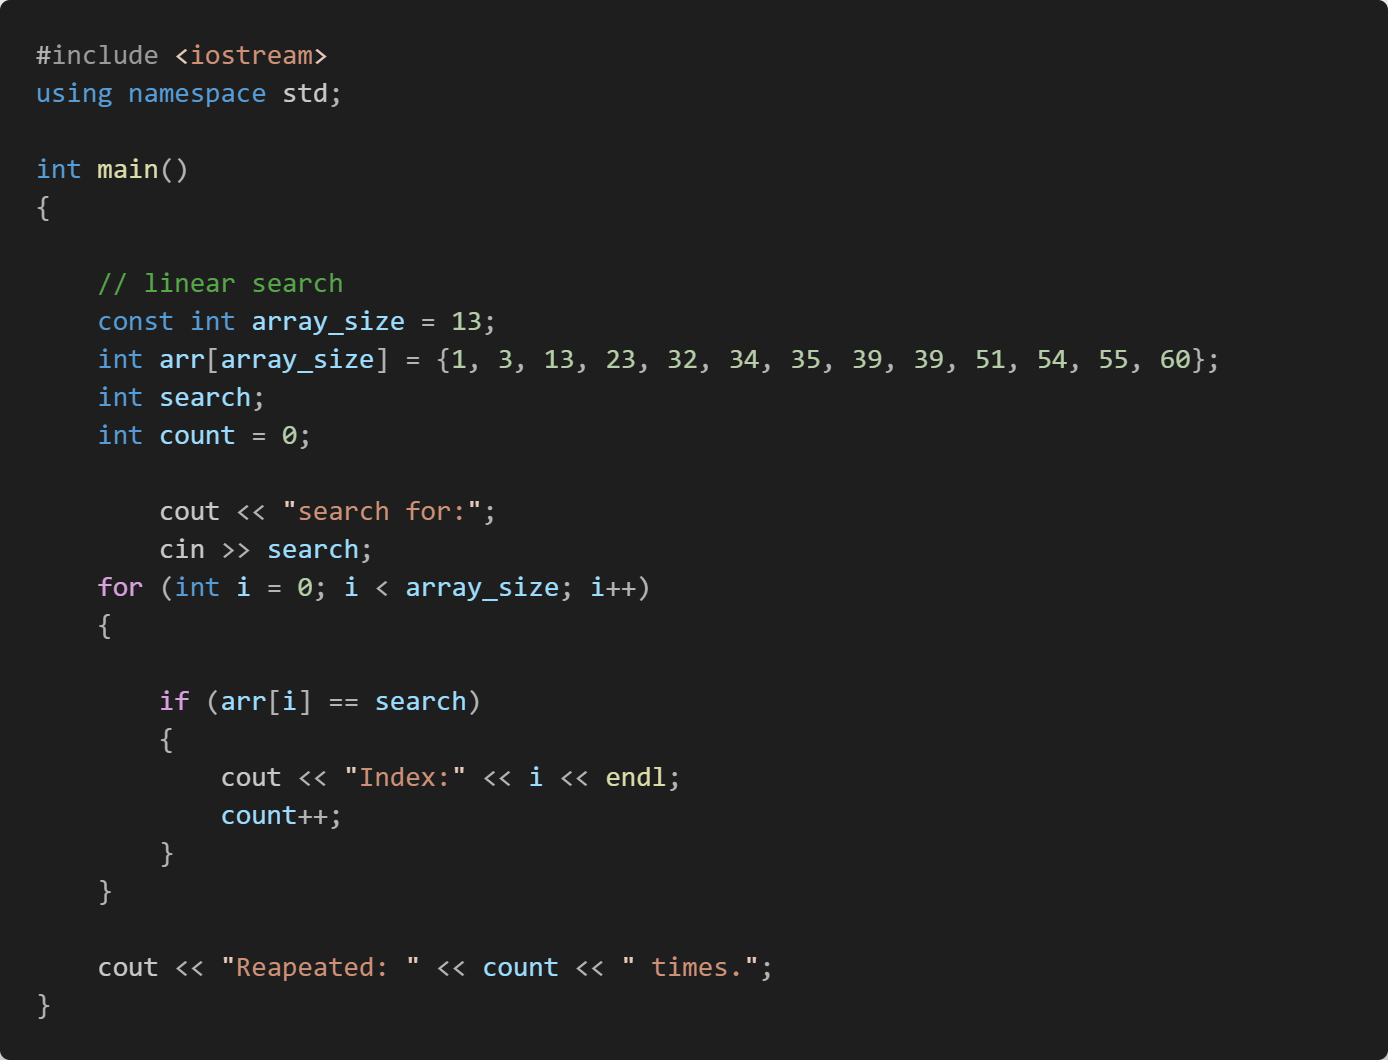 #include <iostream>
using namespace std;
int main()
{
// linear search
const int array_size = 13;
int arr[array_size] = {1, 3, 13, 23, 32, 34, 35, 39, 39, 51, 54, 55, 60};
int search;
int count = 0;
cout << "search for:";
cin >> search;
for (int i = 0; i < array_size; i++)
{
if (arr[i] == search)
{
cout << "Index:" << i << endl;
count++;
}
}
cout << "Reapeated: " << count << " times.";
}